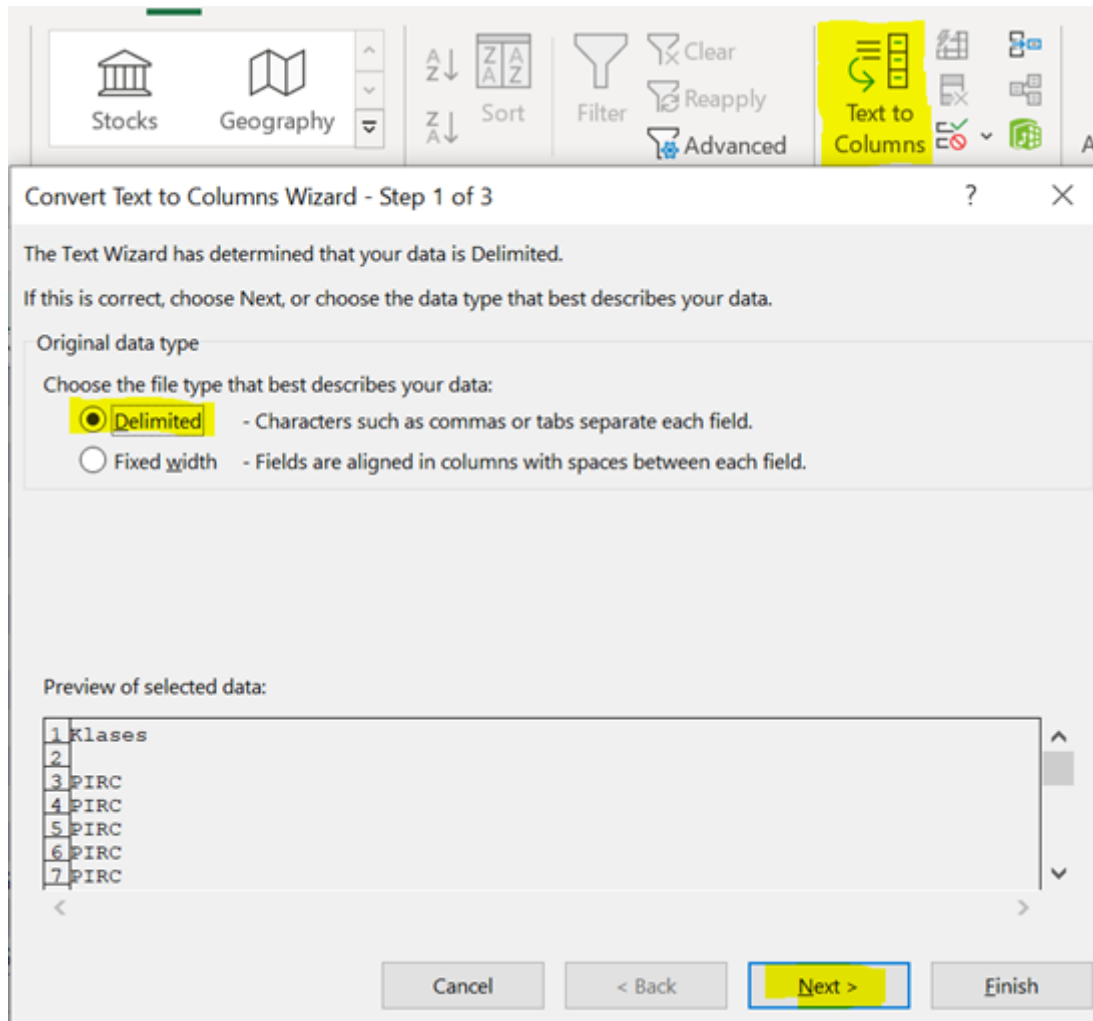 Stocks
Geography
A
Z
Z
A
Z A
A Z
Sort
Filter
Clear
Reapply
Advanced
Text to
Columns
A
Convert Text to Columns Wizard - Step 1 of 3
?
The Text Wizard has determined that your data is Delimited.
If this is correct, choose Next, or choose the data type that best describes your data.
Original data type
Choose the file type that best describes your data:
Delimited - Characters such as commas or tabs separate each field.
Fixed width - Fields are aligned in columns with spaces between each field.
Preview of selected data:
1 Klases
2
3 PIRC
4 PIRC
5 PIRC
6 PIRC
7 PIRC
Cancel
< Back
Next >
Finish